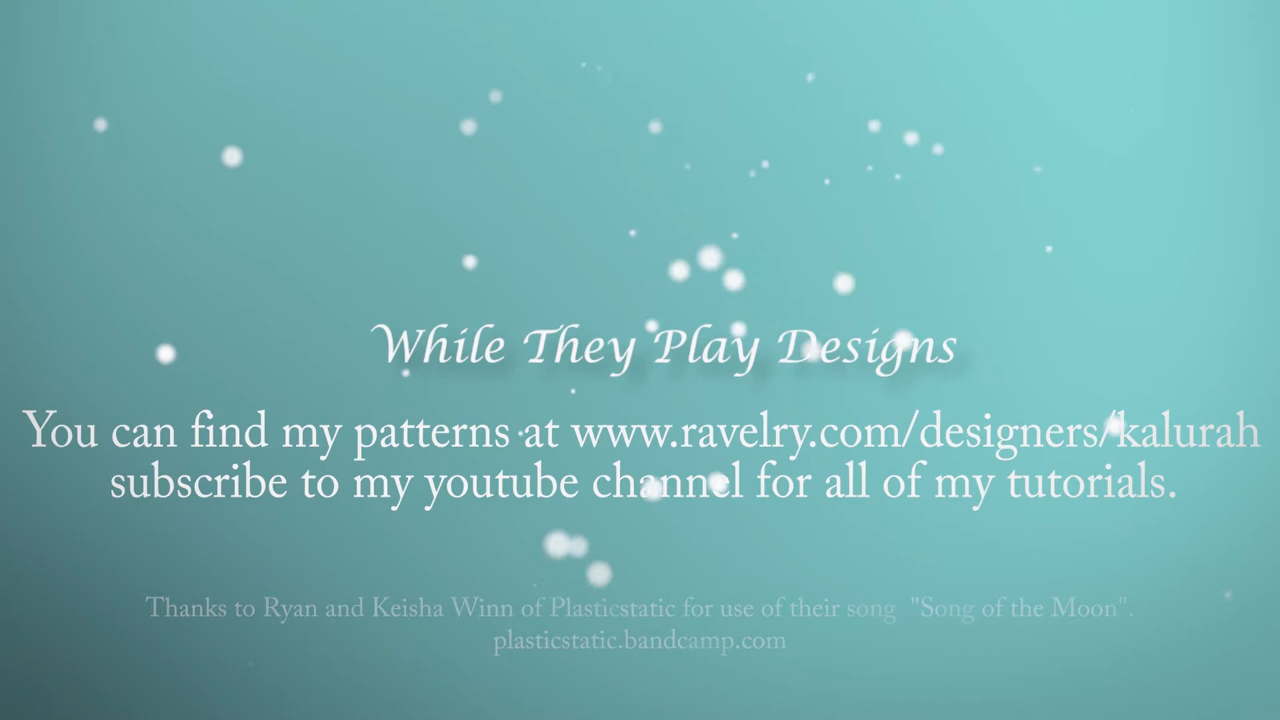 While They Play Designs
You can find my patterns at www.ravelry.com/designers/kalurah
subscribe to my youtube channel for all of my tutorials.
Thanks to Ryan and Keisha Winn of Plasticstatic for use of their song "Song of the Moon".
plasticstatic.bandcamp.com